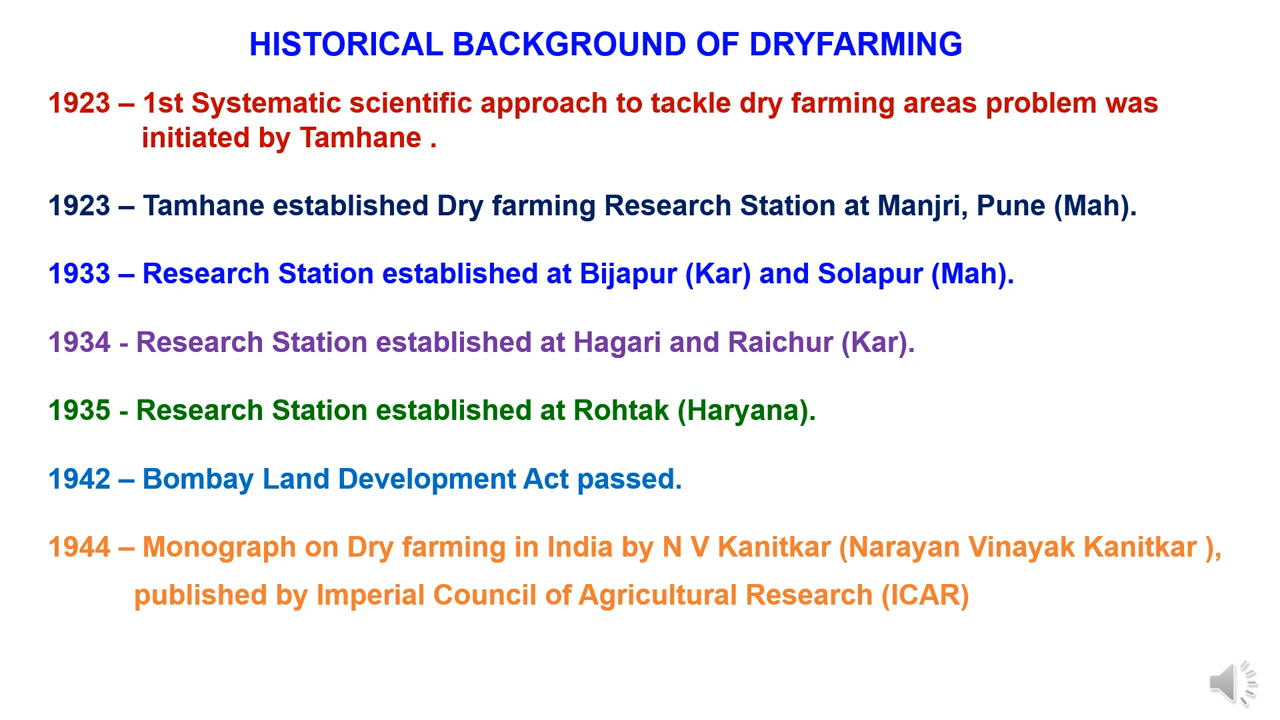 HISTORICAL BACKGROUND OF DRYFARMING
1923 – 1st Systematic scientific approach to tackle dry farming areas problem was
initiated by Tamhane .
1923 – Tamhane established Dry farming Research Station at Manjri, Pune (Mah).
1933 – Research Station established at Bijapur (Kar) and Solapur (Mah).
1934 - Research Station established at Hagari and Raichur (Kar).
1935 - Research Station established at Rohtak (Haryana).
1942 – Bombay Land Development Act passed.
1944 – Monograph on Dry farming in India by N V Kanitkar (Narayan Vinayak Kanitkar ),
published by Imperial Council of Agricultural Research (ICAR)